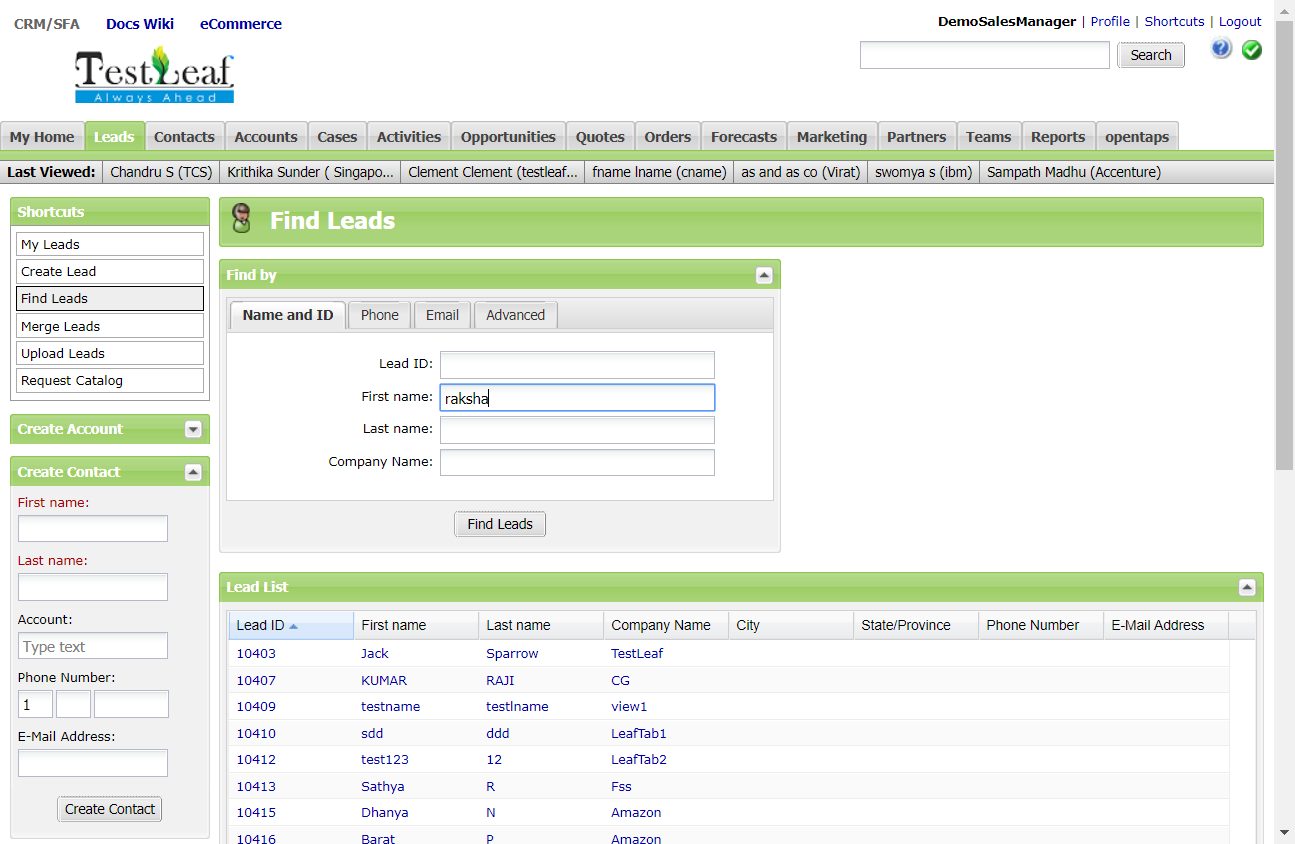 CRM/SFA Docs Wiki eCommerce
DemoSalesManager | Profile | Shortcuts | Logout
Search
TestLeaf
Always Ahead
My Home Leads Contacts Accounts Cases Activities Opportunities Quotes Orders Forecasts Marketing Partners Teams Reports opentaps
Last Viewed: Chandru S (TCS) Krithika Sunder ( Singapo... Clement Clement (testleaf... fname lname (cname) as and as co (Virat) swomya s (ibm) Sampath Madhu (Accenture)
Shortcuts
My Leads
Create Lead
Find Leads
Merge Leads
Upload Leads
Request Catalog
Create Account
Create Contact
First name:
Last name:
Account:
Type text
Phone Number:
1
E-Mail Address:
Create Contact
Find Leads
Find by
Name and ID Phone Email Advanced
Lead ID:
First name: raksha
Last name:
Company Name:
Find Leads
Lead List
Lead ID First name Last name Company Name City State/Province Phone Number E-Mail Address
10403 Jack Sparrow TestLeaf
10407 KUMAR RAJI CG
10409 testname testlname view1
10410 sdd ddd LeafTab1
10412 test123 12 LeafTab2
10413 Sathya R Fss
10415 Dhanya N Amazon
10416 Barat P Amazon